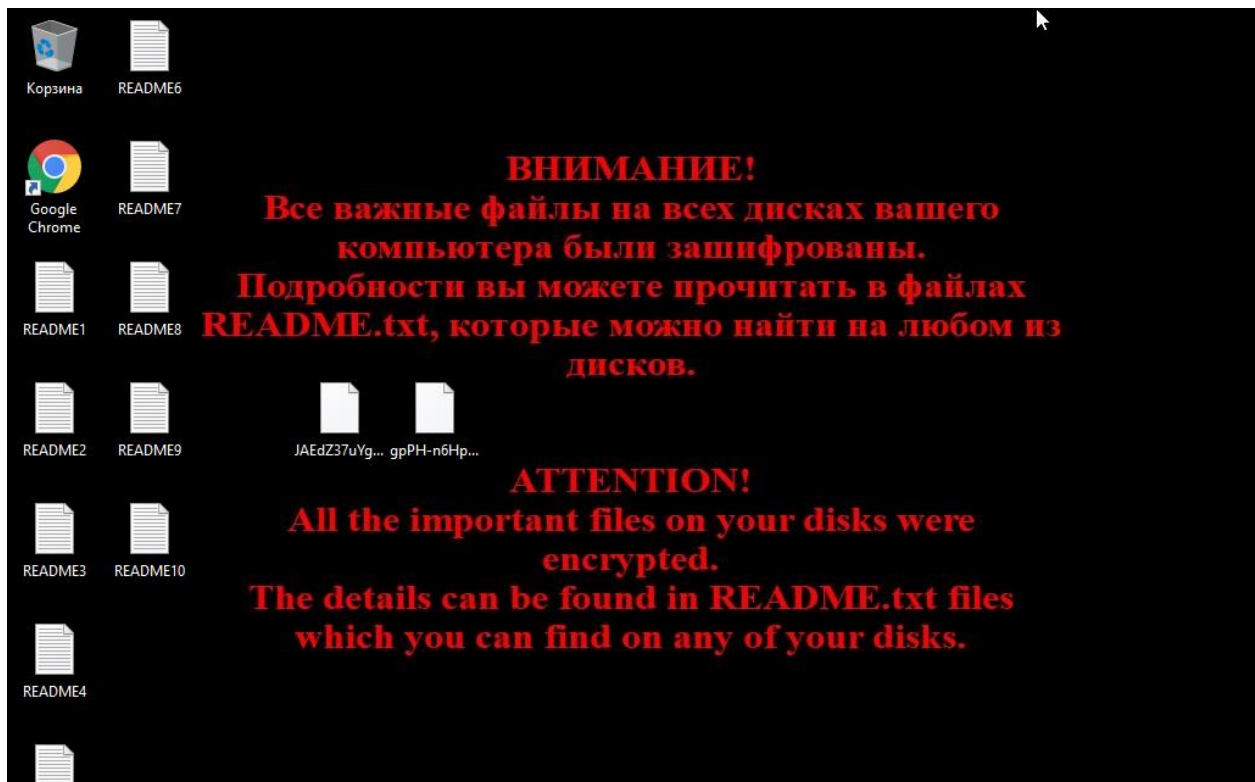 Корзина
README6
Google
Chrome
README7
README1
README8
README2
README9
JAEdZ37uYg...
gpPH-n6Hp...
README3
README10
README4
ВНИМАНИЕ!
Все важные файлы на всех дисках вашего
компьютера были зашифрованы.
Подробности вы можете прочитать в файлах
README.txt, которые можно найти на любом из
дисков.
ATTENTION!
All the important files on your disks were
encrypted.
The details can be found in README.txt files
which you can find on any of your disks.